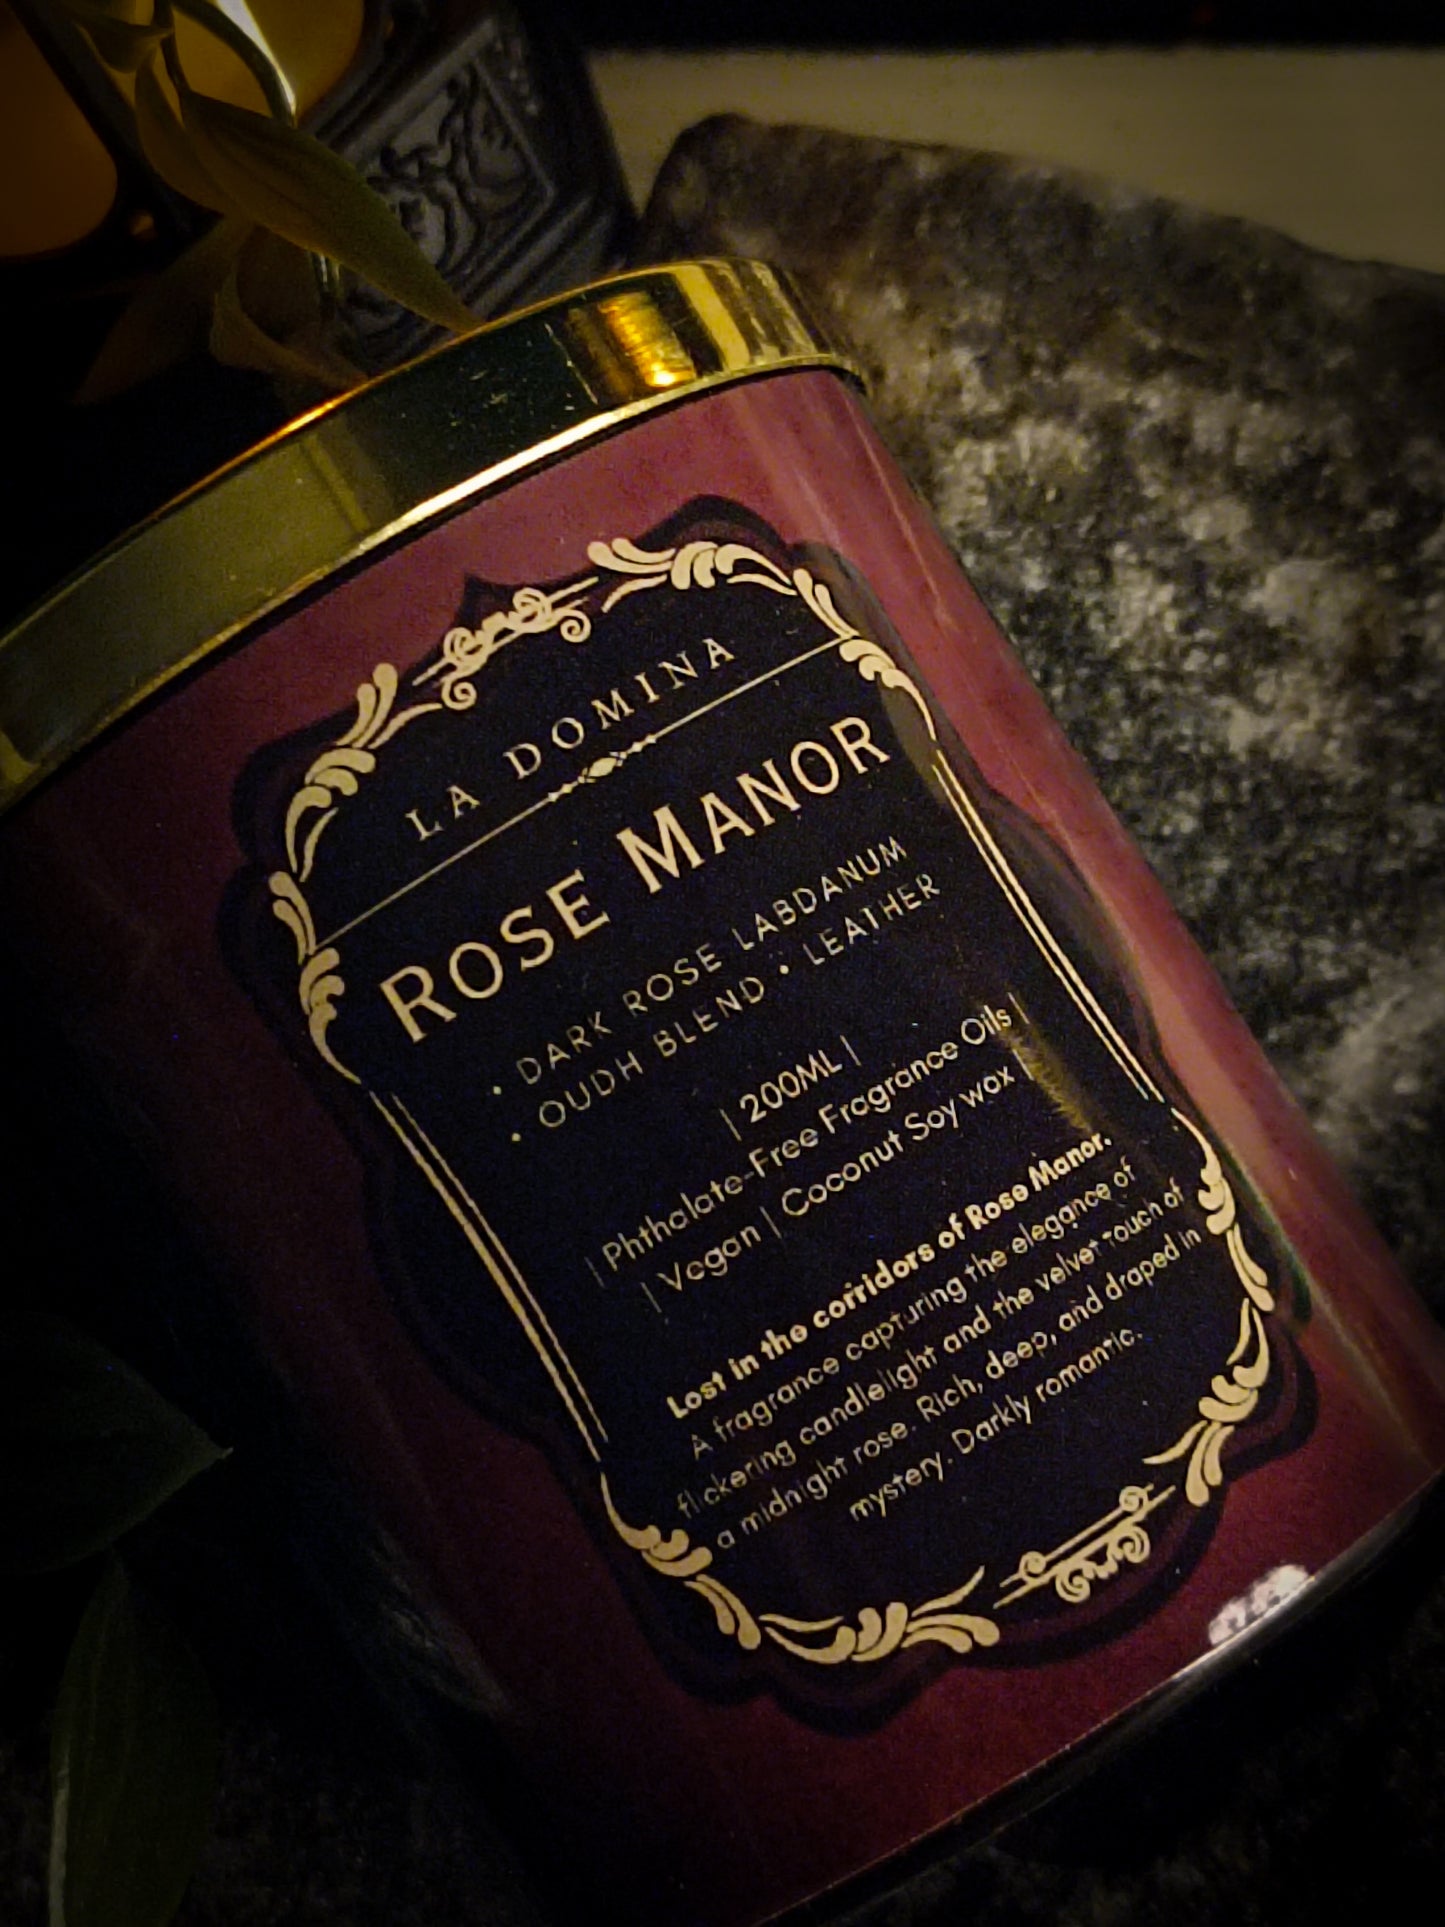 LA DOMINA
ROSE MANOR
• DARK ROSE LABDANUM
• OUDH BLEND • LEATHER
| 200ML |
| Phthalate-Free Fragrance Oils |
| Vegan | Coconut Soy wax |
Lost in the corridors of Rose Manor.
A fragrance capturing the elegance of
flickering candlelight and the velvet touch of
a midnight rose. Rich, deep, and draped in
mystery. Darkly romantic.